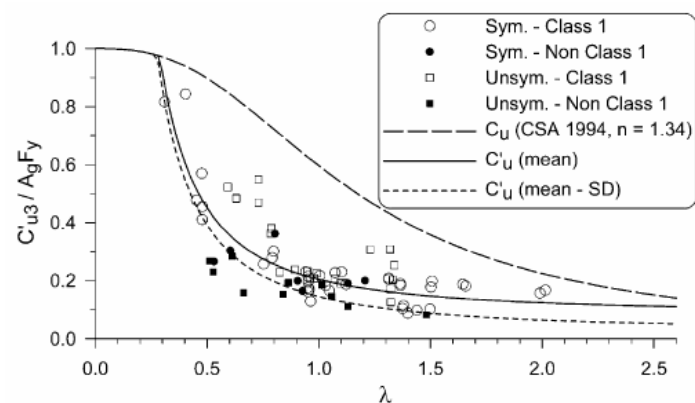 1.0
0.8
0.6
0.4
0.2
0.0
C'u3 / AgFy
0.0 0.5 1.0 1.5 2.0 2.5
λ
Sym. - Class 1
Sym. - Non Class 1
Unsym. - Class 1
Unsym. - Non Class 1
Cu (CSA 1994, n = 1.34)
C'u (mean)
C'u (mean - SD)